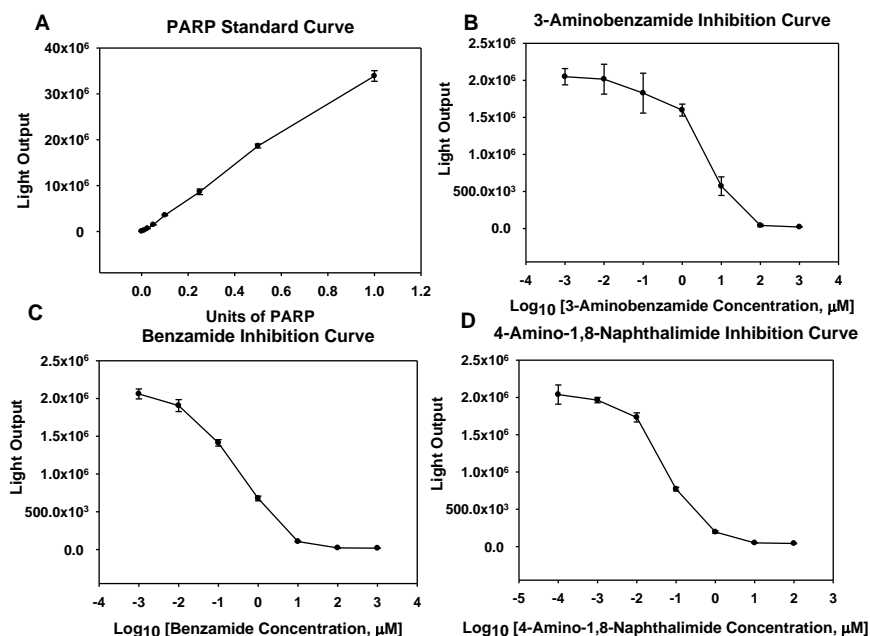 A
PARP Standard Curve
Light Output
40x10⁶
30x10⁶
20x10⁶
10x10⁶
0
0.0 0.2 0.4 0.6 0.8 1.0 1.2
Units of PARP
B
3-Aminobenzamide Inhibition Curve
Light Output
2.5x10⁶
2.0x10⁶
1.5x10⁶
1.0x10⁶
500.0x10³
0.0
-4 -3 -2 -1 0 1 2 3 4
Log₁₀ [3-Aminobenzamide Concentration, μM]
C
Benzamide Inhibition Curve
Light Output
2.5x10⁶
2.0x10⁶
1.5x10⁶
1.0x10⁶
500.0x10³
0.0
-4 -3 -2 -1 0 1 2 3 4
Log₁₀ [Benzamide Concentration, μM]
D
4-Amino-1,8-Naphthalimide Inhibition Curve
Light Output
2.5x10⁶
2.0x10⁶
1.5x10⁶
1.0x10⁶
500.0x10³
0.0
-5 -4 -3 -2 -1 0 1 2 3
Log₁₀ [4-Amino-1,8-Naphthalimide Concentration, μM]